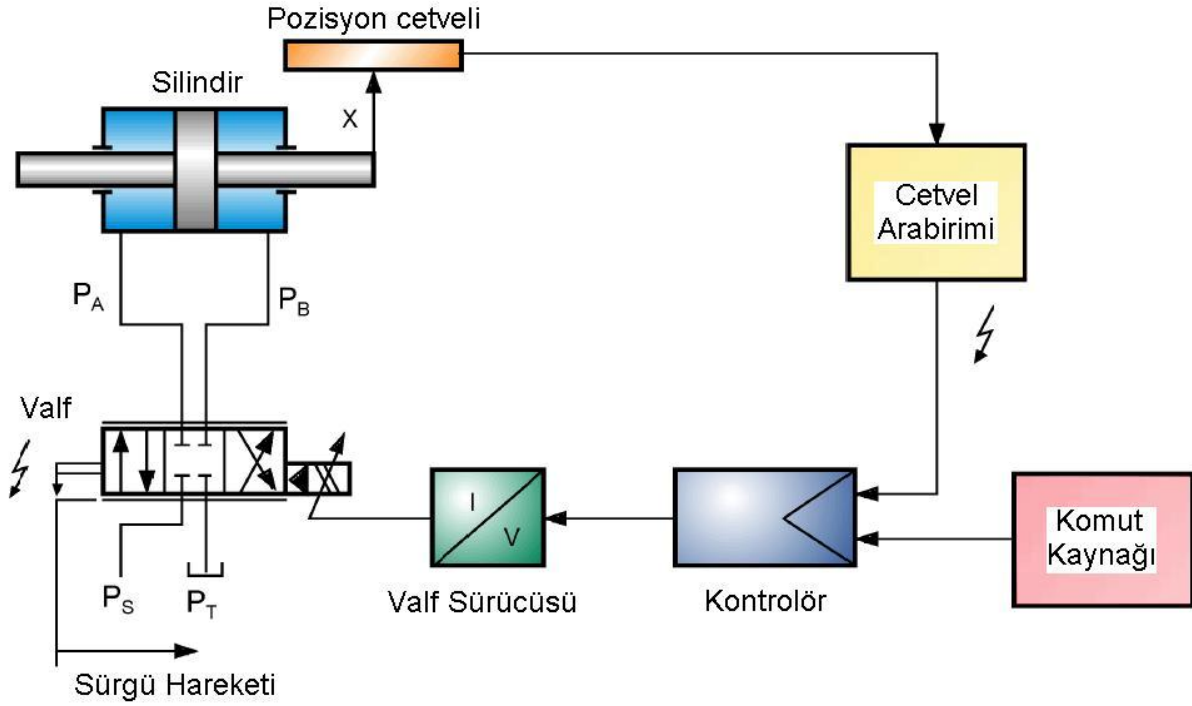 Pozisyon cetveli
Silindir
X
Cetvel
Arabirimi
PA
PB
Valf
I
V
Komut
Kaynağı
PS
PT
Valf Sürücüsü
Kontrolör
Sürgü Hareketi